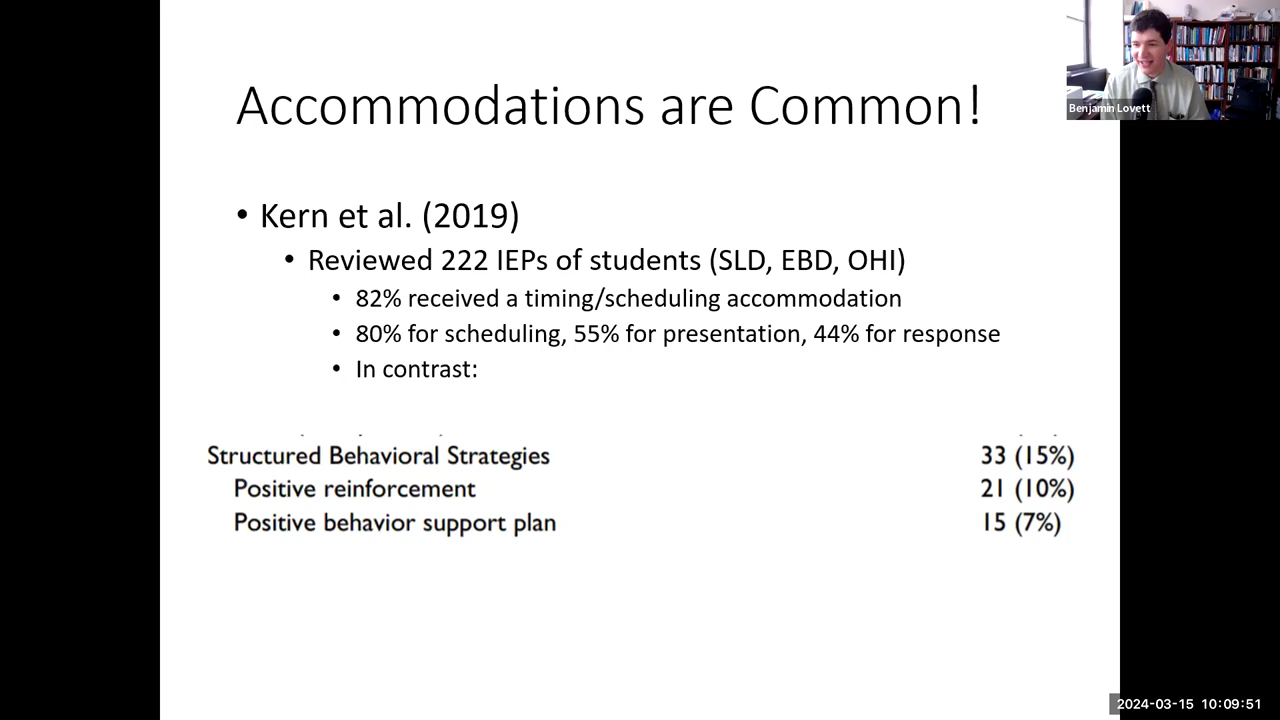 Accommodations are Common!
Benjamin Lovett
• Kern et al. (2019)
• Reviewed 222 IEPs of students (SLD, EBD, OHI)
• 82% received a timing/scheduling accommodation
• 80% for scheduling, 55% for presentation, 44% for response
• In contrast:
Structured Behavioral Strategies 33 (15%)
Positive reinforcement 21 (10%)
Positive behavior support plan 15 (7%)
2024-03-15 10:09:51